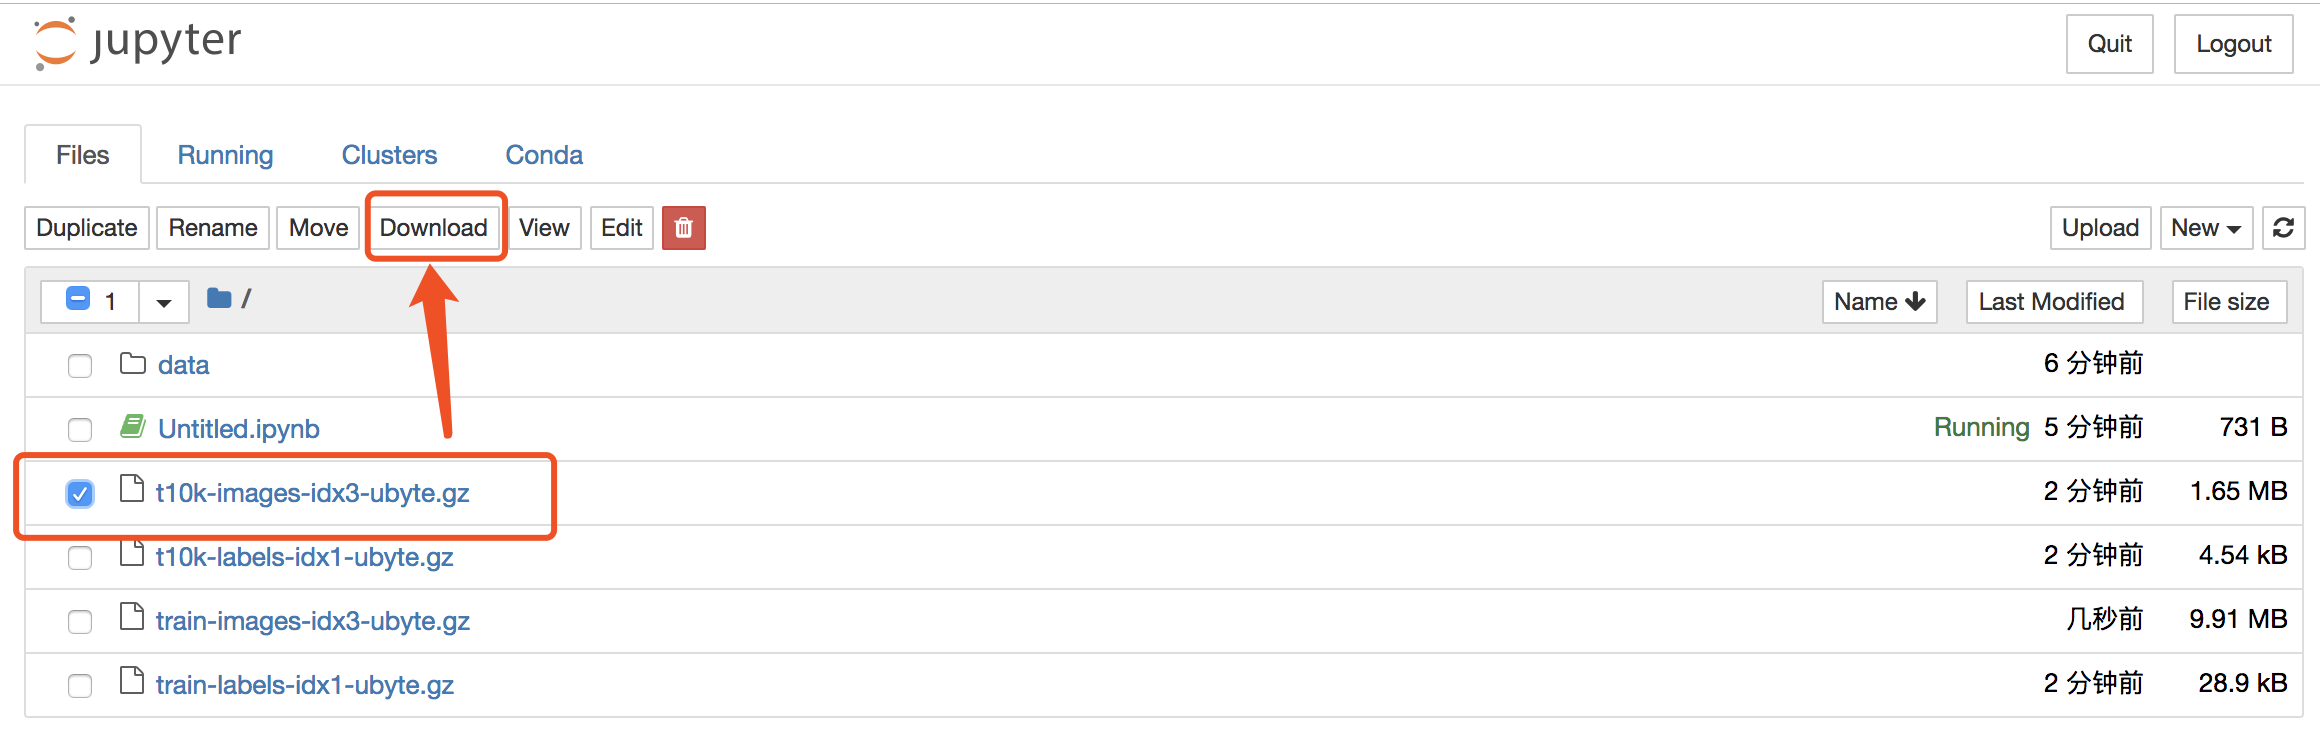 jupyter Quit Logout
Files Running Clusters Conda
Duplicate Rename Move Download View Edit Upload New
1 / Name Last Modified File size
data 6 分钟前
Untitled.ipynb Running 5 分钟前 731 B
t10k-images-idx3-ubyte.gz 2 分钟前 1.65 MB
t10k-labels-idx1-ubyte.gz 2 分钟前 4.54 kB
train-images-idx3-ubyte.gz 几秒前 9.91 MB
train-labels-idx1-ubyte.gz 2 分钟前 28.9 kB